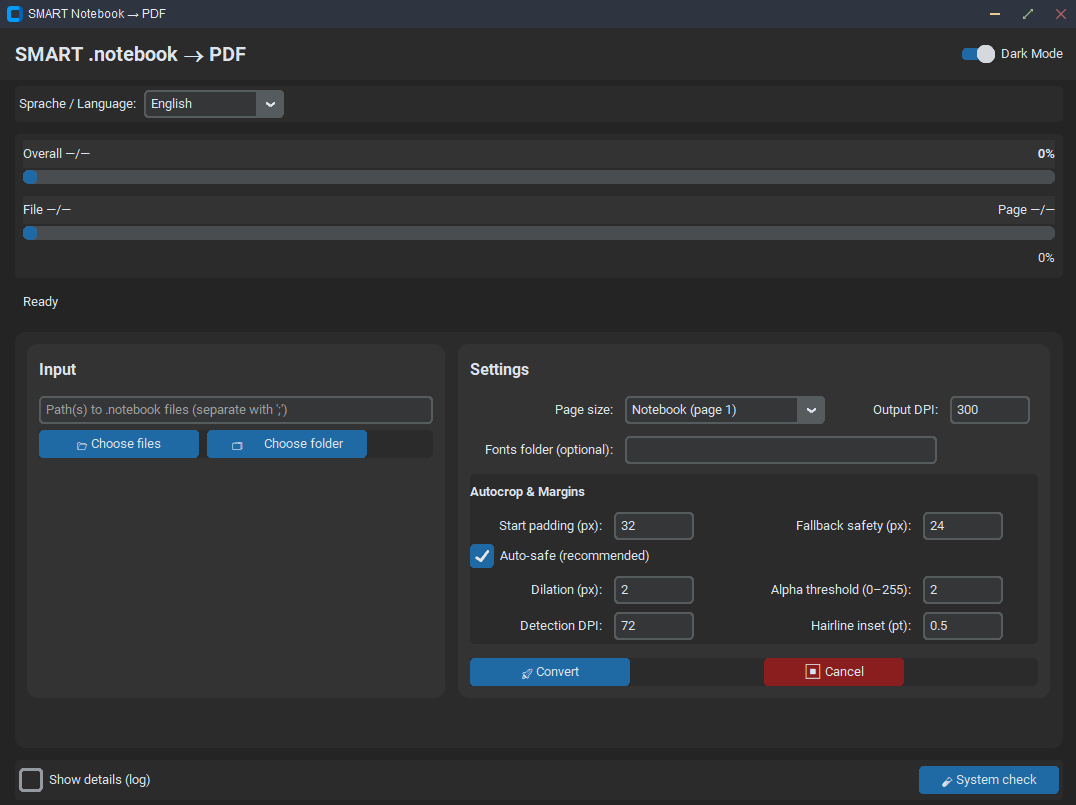 SMART Notebook → PDF
SMART .notebook → PDF
Dark Mode
Sprache / Language: English
Overall —/— 0%
File —/— Page —/—
0%
Ready
Input
Path(s) to .notebook files (separate with ';')
Choose files Choose folder
Settings
Page size: Notebook (page 1) Output DPI: 300
Fonts folder (optional):
Autocrop & Margins
Start padding (px): 32 Fallback safety (px): 24
Auto-safe (recommended)
Dilation (px): 2 Alpha threshold (0–255): 2
Detection DPI: 72 Hairline inset (pt): 0.5
Convert Cancel
Show details (log) System check